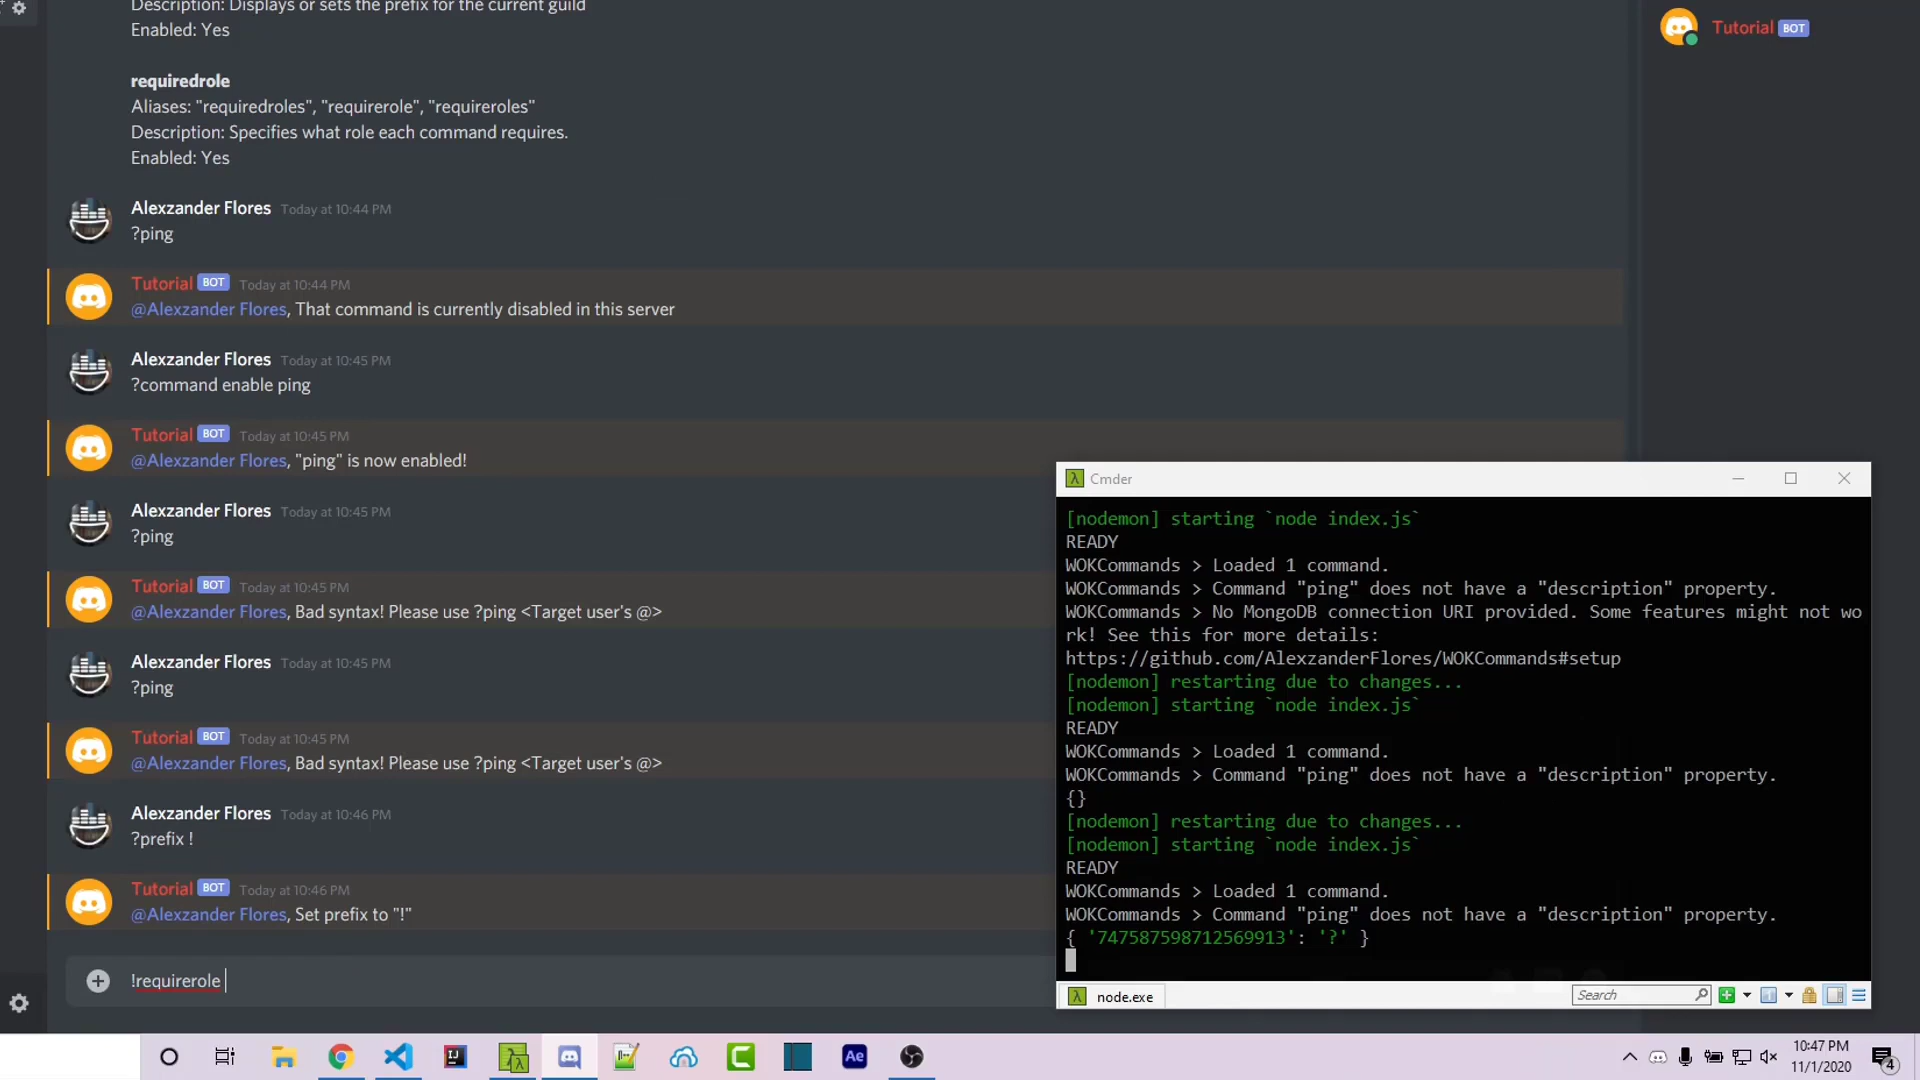 Description: Displays or sets the prefix for the current guild
Enabled: Yes
requiredrole
Aliases: "requiredroles", "requirerole", "requireroles"
Description: Specifies what role each command requires.
Enabled: Yes
Alexzander Flores Today at 10:44 PM
?ping
Tutorial BOT Today at 10:44 PM
@Alexzander Flores, That command is currently disabled in this server
Alexzander Flores Today at 10:45 PM
?command enable ping
Tutorial BOT Today at 10:45 PM
@Alexzander Flores, "ping" is now enabled!
Alexzander Flores Today at 10:45 PM
?ping
Tutorial BOT Today at 10:45 PM
@Alexzander Flores, Bad syntax! Please use ?ping <Target user's @>
Alexzander Flores Today at 10:45 PM
?ping
Tutorial BOT Today at 10:45 PM
@Alexzander Flores, Bad syntax! Please use ?ping <Target user's @>
Alexzander Flores Today at 10:46 PM
?prefix !
Tutorial BOT Today at 10:46 PM
@Alexzander Flores, Set prefix to "!"
!requirerole
Tutorial BOT
λ Cmder
[nodemon] starting `node index.js`
READY
WOKCommands > Loaded 1 command.
WOKCommands > Command "ping" does not have a "description" property.
WOKCommands > No MongoDB connection URI provided. Some features might not wo
rk! See this for more details:
https://github.com/AlexzanderFlores/WOKCommands#setup
[nodemon] restarting due to changes...
[nodemon] starting `node index.js`
READY
WOKCommands > Loaded 1 command.
WOKCommands > Command "ping" does not have a "description" property.
{}
[nodemon] restarting due to changes...
[nodemon] starting `node index.js`
READY
WOKCommands > Loaded 1 command.
WOKCommands > Command "ping" does not have a "description" property.
{ '747587598712569913': '?' }
λ node.exe
Search
IJ
λλ
C
Ae
10:47 PM
11/1/2020
4